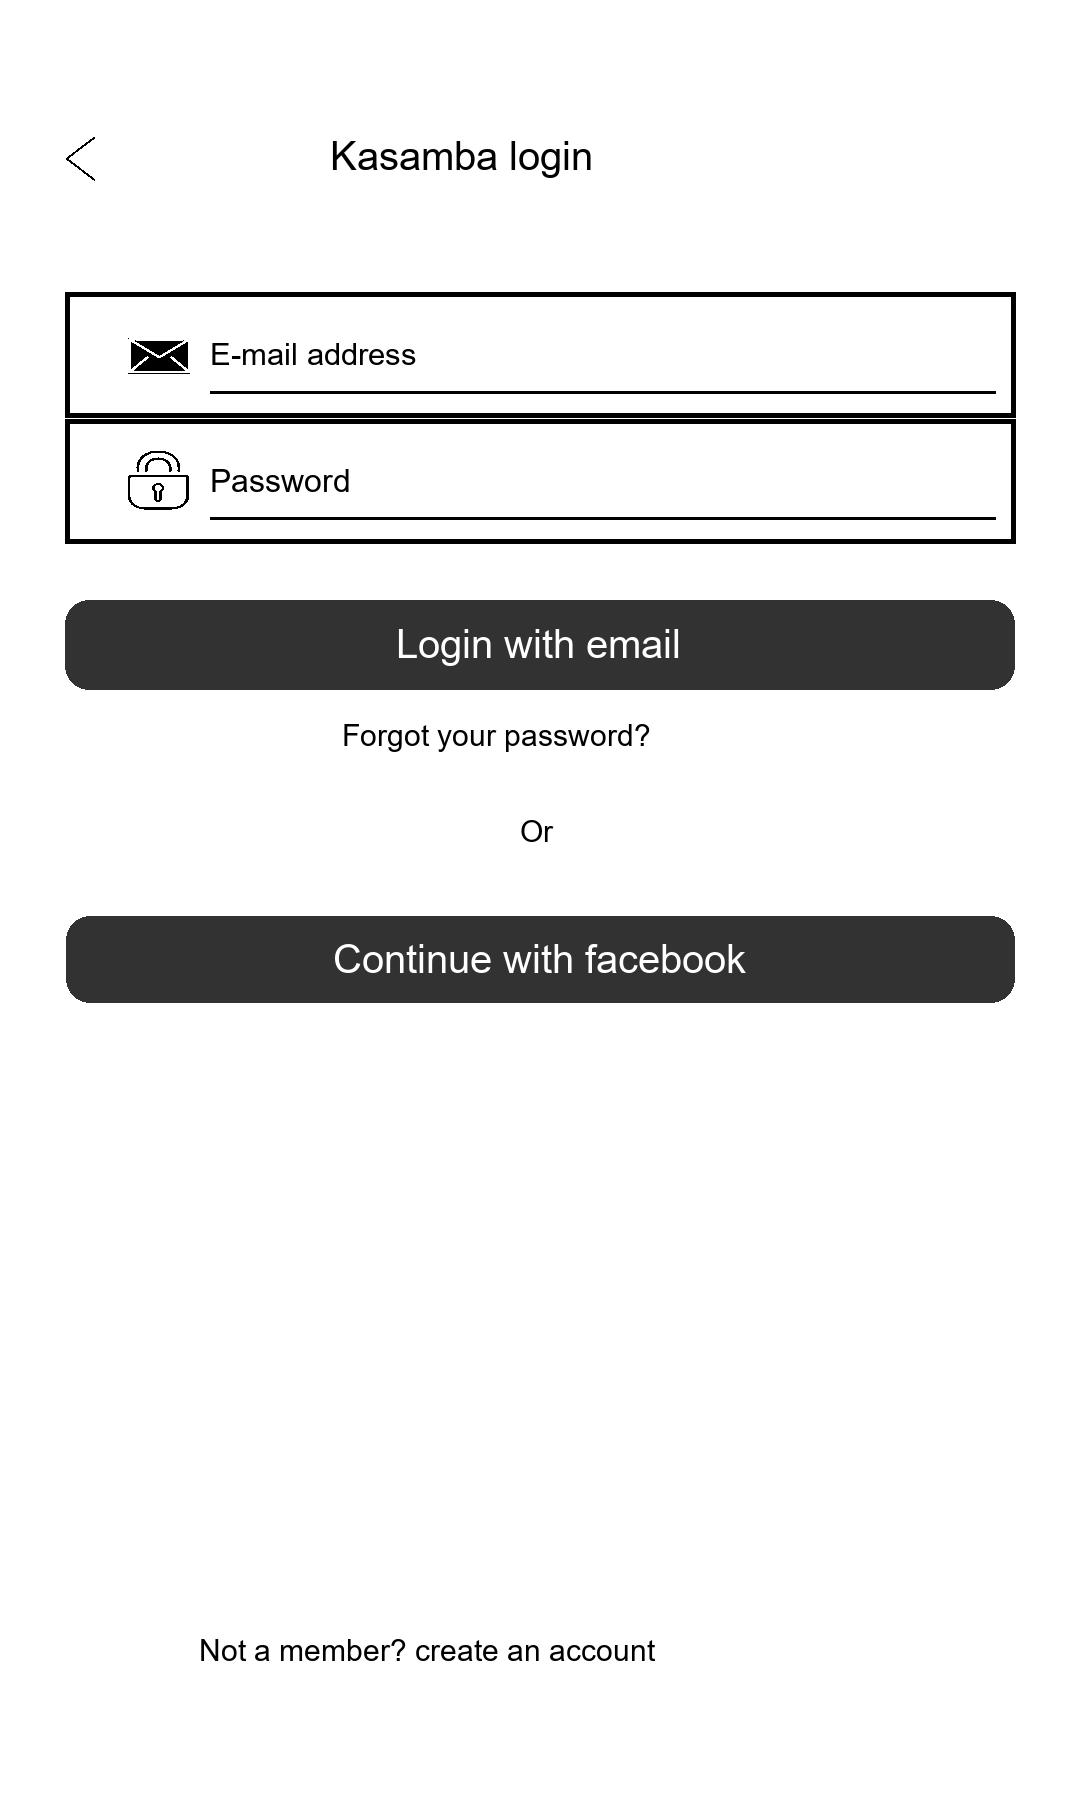 Kasamba login
E-mail address
Password
Login with email
Forgot your password?
Or
Continue with facebook
Not a member? create an account